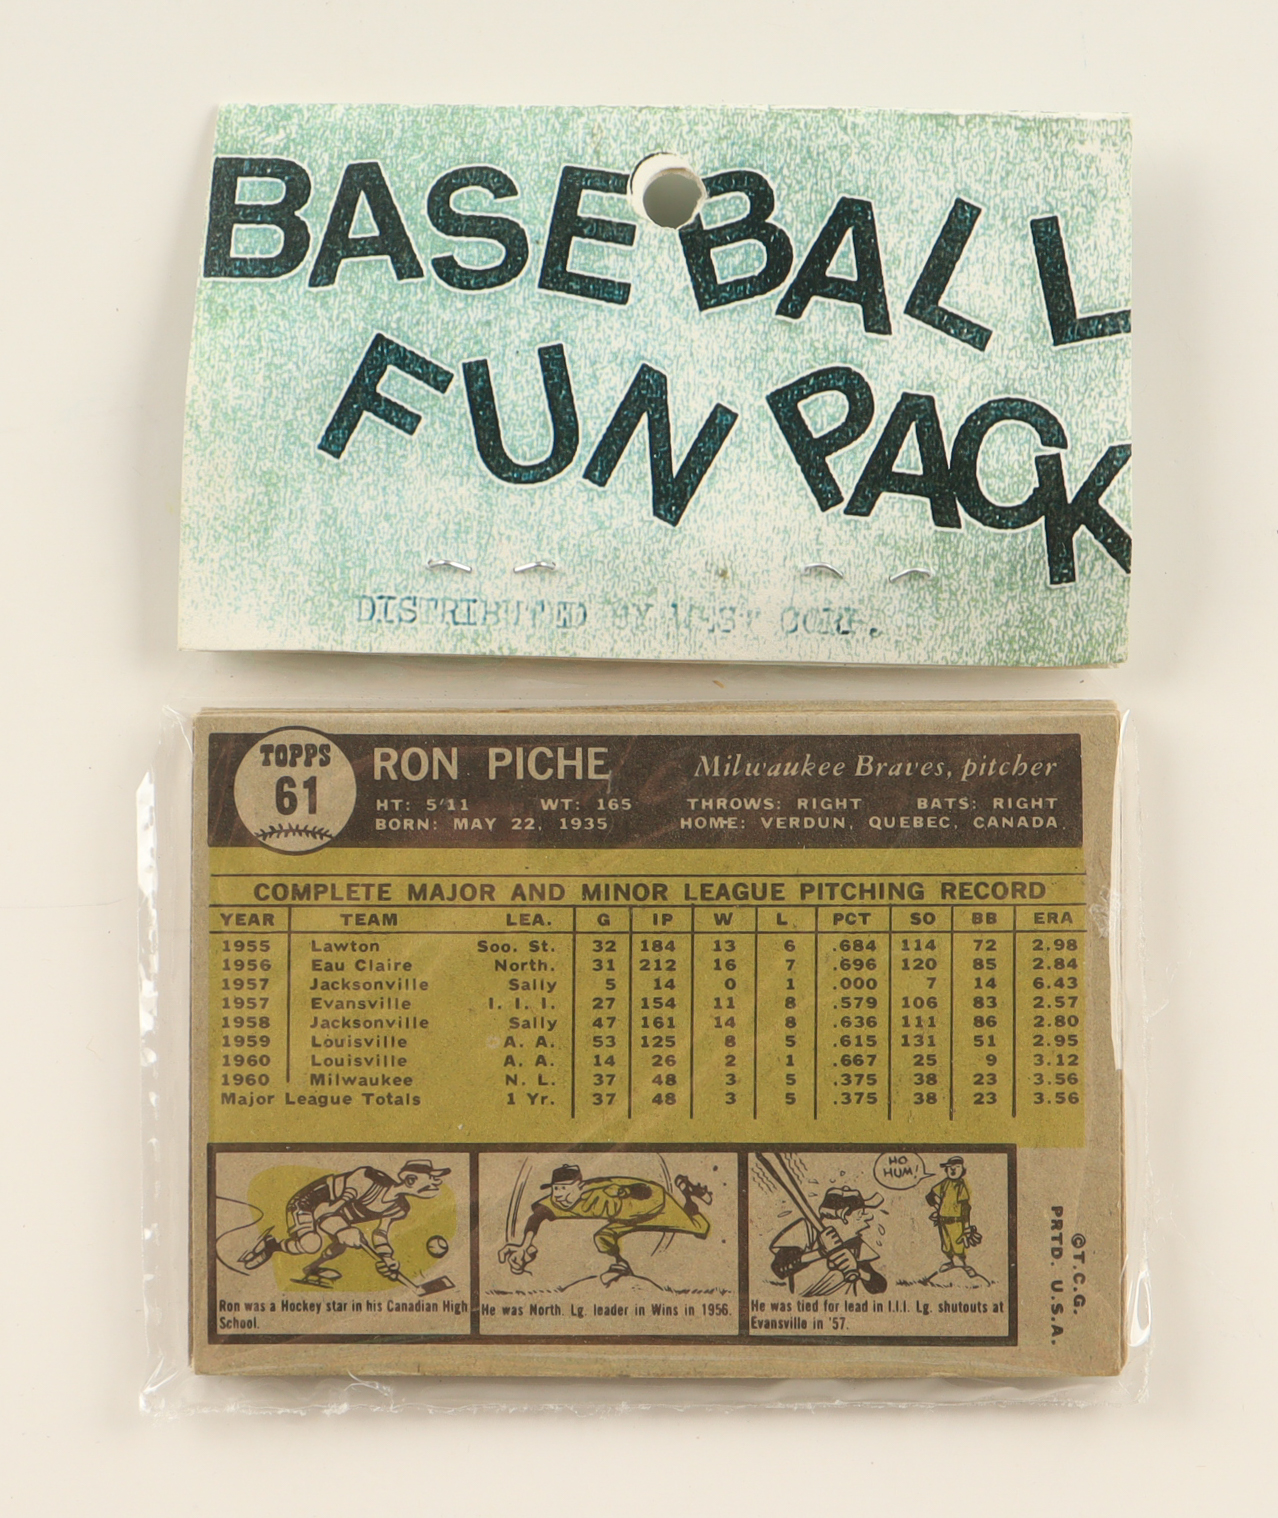 BASEBALL
FUN PACK
DISTRIBUTED BY WEST CORP.
TOPPS
61
RON PICHE
Milwaukee Braves, pitcher
HT: 5'11 WT: 165 THROWS: RIGHT BATS: RIGHT
BORN: MAY 22, 1935 HOME: VERDUN, QUEBEC, CANADA
COMPLETE MAJOR AND MINOR LEAGUE PITCHING RECORD
YEAR TEAM LEA. G IP W L PCT SO BB ERA
1955 Lawton Soo. St. 32 184 13 6 .684 114 72 2.98
1956 Eau Claire North. 31 212 16 7 .696 120 85 2.84
1957 Jacksonville Sally 5 14 0 1 .000 7 14 6.43
1957 Evansville I. I. I. 27 154 11 8 .579 106 83 2.57
1958 Jacksonville Sally 47 161 14 8 .636 111 86 2.80
1959 Louisville A. A. 53 125 8 5 .615 131 51 2.95
1960 Louisville A. A. 14 26 2 1 .667 25 9 3.12
1960 Milwaukee N. L. 37 48 3 5 .375 38 23 3.56
Major League Totals 1 Yr. 37 48 3 5 .375 38 23 3.56
Ron was a Hockey star in his Canadian High
School.
He was North. Lg. leader in Wins in 1956.
HO
HUM!
He was tied for lead in I.I.I. Lg. shutouts at
Evansville in '57.
©T.C.G.
PRTD. U.S.A.